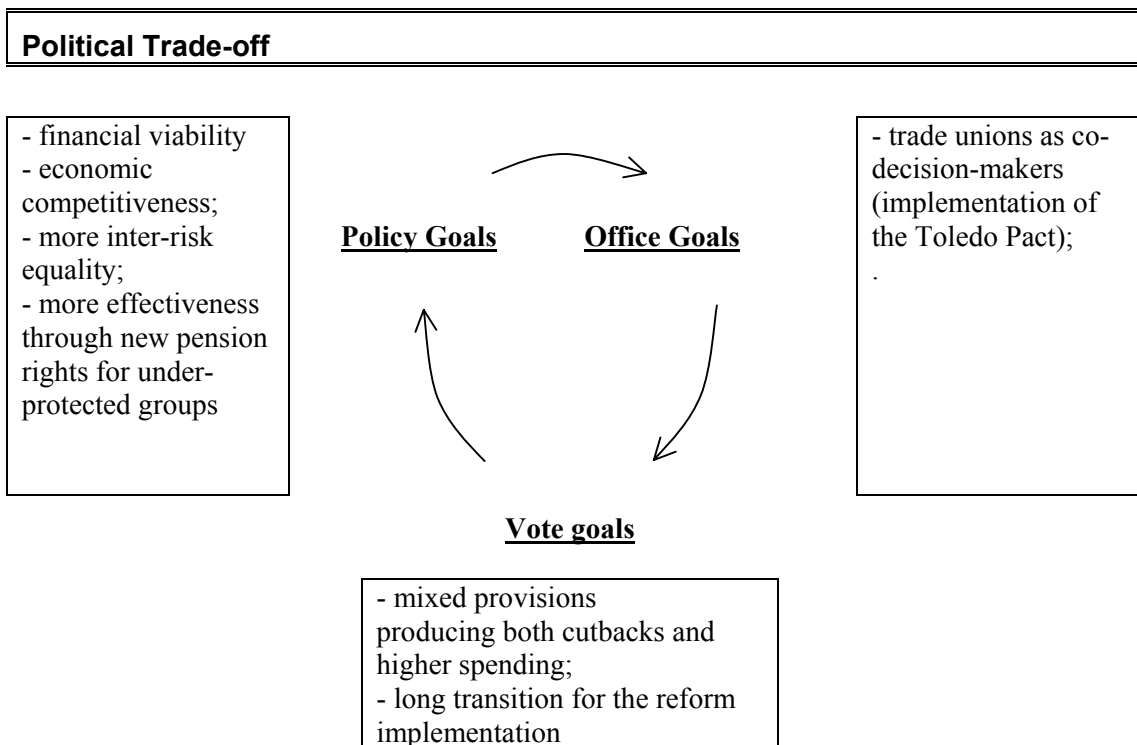 Political Trade-off
- financial viability
- economic
competitiveness;
- more inter-risk
equality;
- more effectiveness
through new pension
rights for under-
protected groups
Policy Goals
Office Goals
- trade unions as co-
decision-makers
(implementation of
the Toledo Pact);
.
Vote goals
- mixed provisions
producing both cutbacks and
higher spending;
- long transition for the reform
implementation